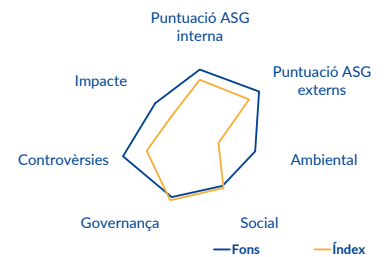 Puntuació ASG
interna
Puntuació ASG
externs
Impacte
Controvèrsies
Ambiental
Governança
Social
Fons
Índex